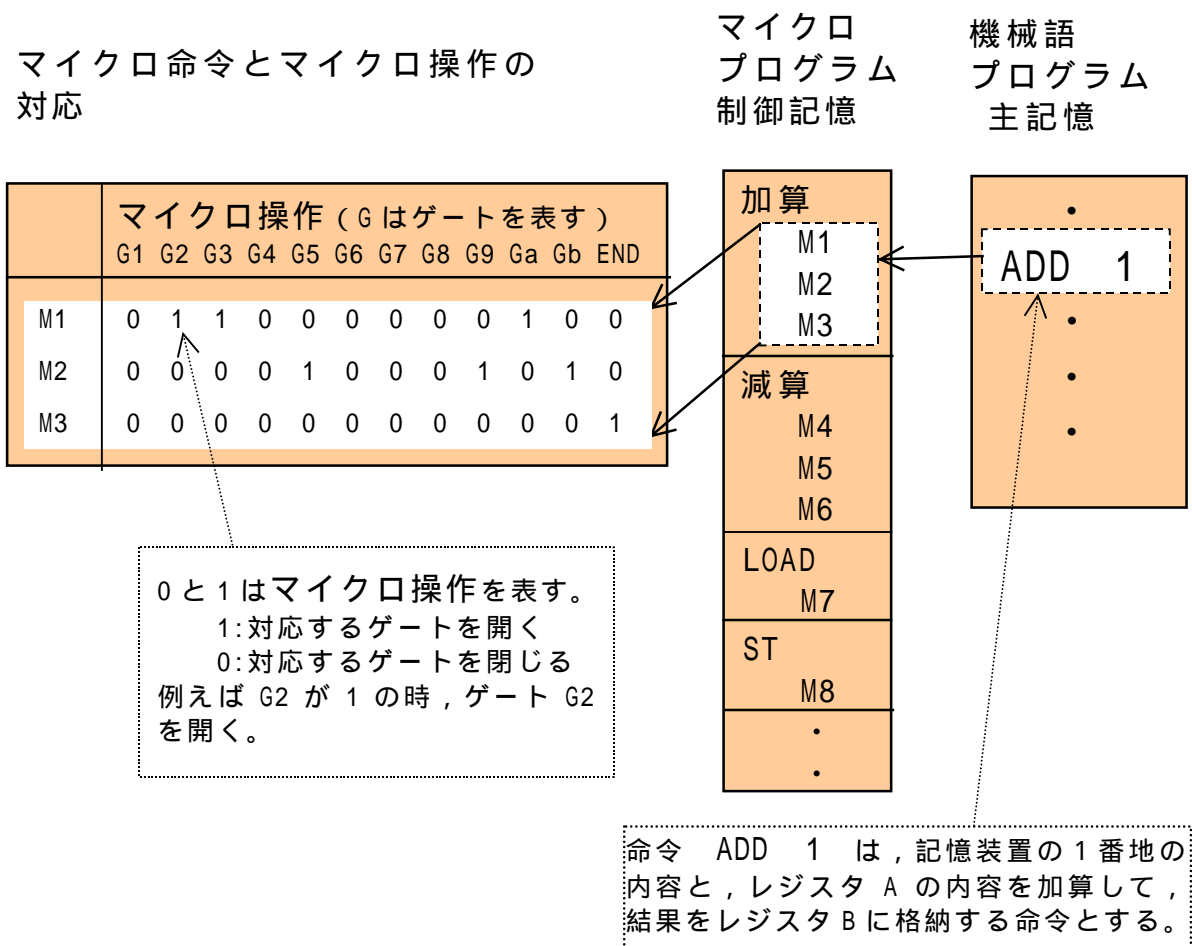 マイクロ命令とマイクロ操作の
対応
マイクロ
プログラム
制御記憶
機械語
プログラム
主記憶
マイクロ操作(Gはゲートを表す)
G1 G2 G3 G4 G5 G6 G7 G8 G9 Ga Gb END
M1 0 1 1 0 0 0 0 0 0 1 0 0
M2 0 0 0 0 1 0 0 0 1 0 1 0
M3 0 0 0 0 0 0 0 0 0 0 0 1
加算
M1
M2
M3
減算
M4
M5
M6
LOAD
M7
ST
M8
・
・
・
ADD 1
・
・
・
0と1はマイクロ操作を表す。
1:対応するゲートを開く
0:対応するゲートを閉じる
例えば G2 が 1 の時,ゲート G2
を開く。
命令 ADD 1 は,記憶装置の1番地の
内容と,レジスタ A の内容を加算して,
結果をレジスタBに格納する命令とする。